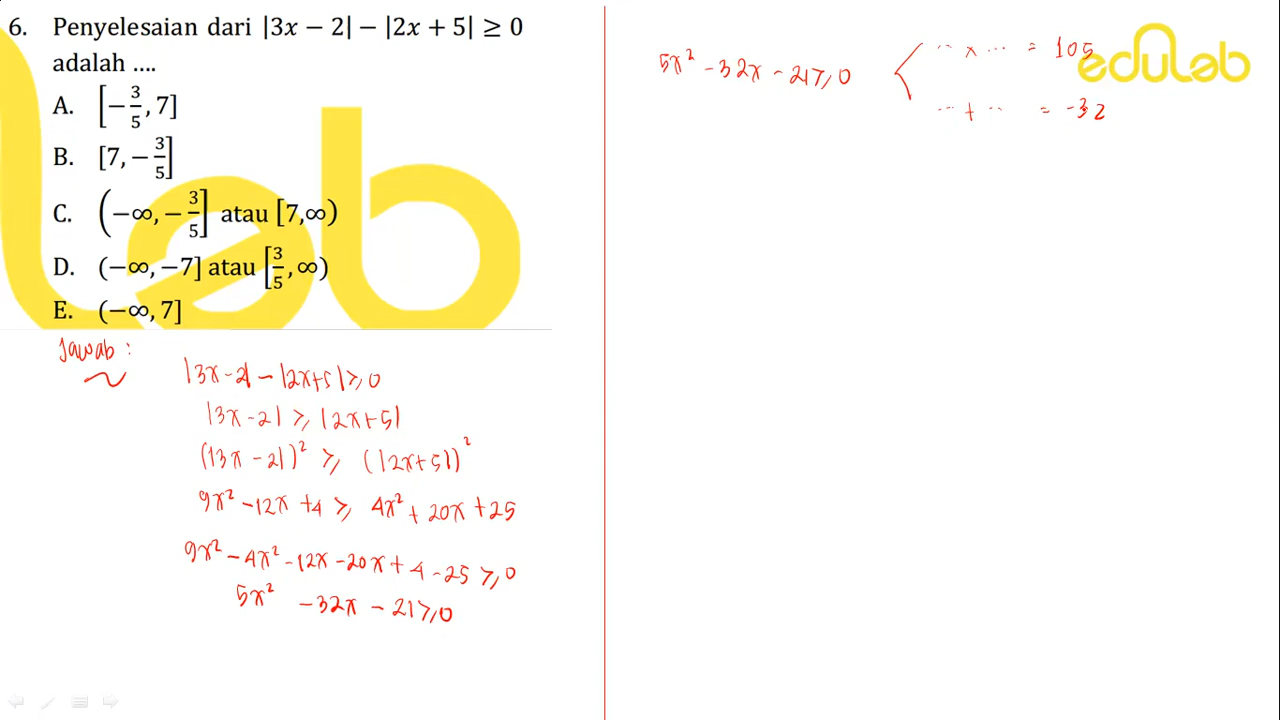 6. Penyelesaian dari |3x − 2| − |2x + 5| ≥ 0
adalah ....
A. [−3/5, 7]
B. [7, −3/5]
C. (−∞, −3/5] atau [7,∞)
D. (−∞, −7] atau [3/5, ∞)
E. (−∞, 7]
Jawab :
|3x-2| - |2x+5| ≥ 0
|3x-2| ≥ |2x+5|
(|3x-2|)² ≥ (|2x+5|)²
9x² - 12x + 4 ≥ 4x² + 20x + 25
9x² - 4x² - 12x - 20x + 4 - 25 ≥ 0
5x² - 32x - 21 ≥ 0
5x² - 32x - 21 ≥ 0
... x ... = 105
... + ... = -32
edulab